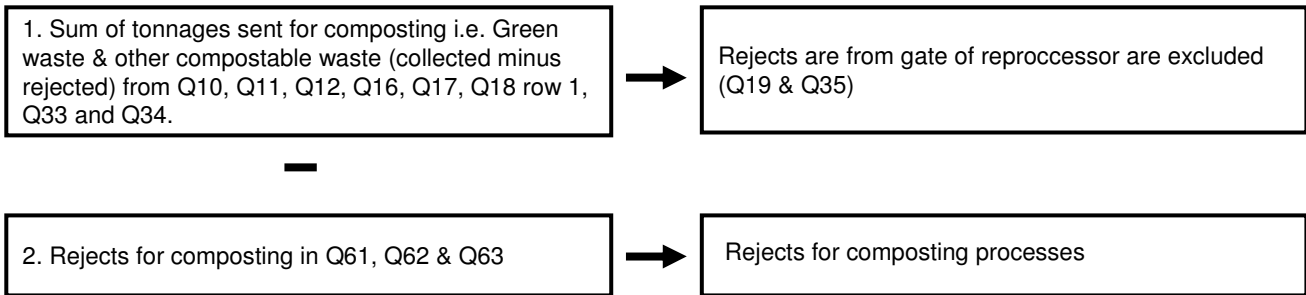 1. Sum of tonnages sent for composting i.e. Green
waste & other compostable waste (collected minus
rejected) from Q10, Q11, Q12, Q16, Q17, Q18 row 1,
Q33 and Q34.
Rejects are from gate of reproccessor are excluded
(Q19 & Q35)
2. Rejects for composting in Q61, Q62 & Q63
Rejects for composting processes